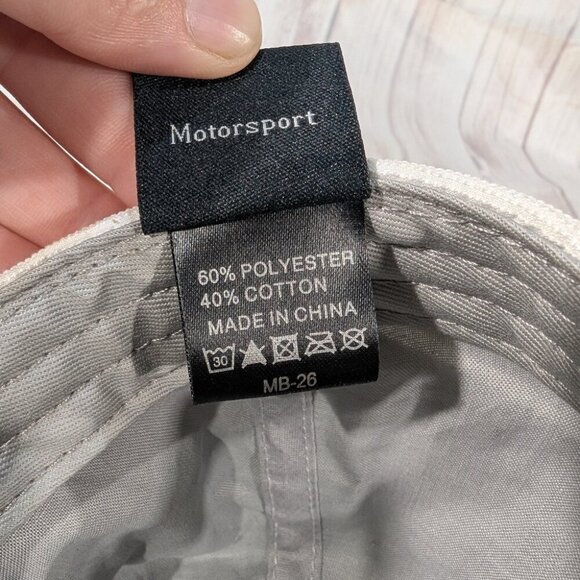 Motorsport
60% POLYESTER
40% COTTON
MADE IN CHINA
30
MB-26